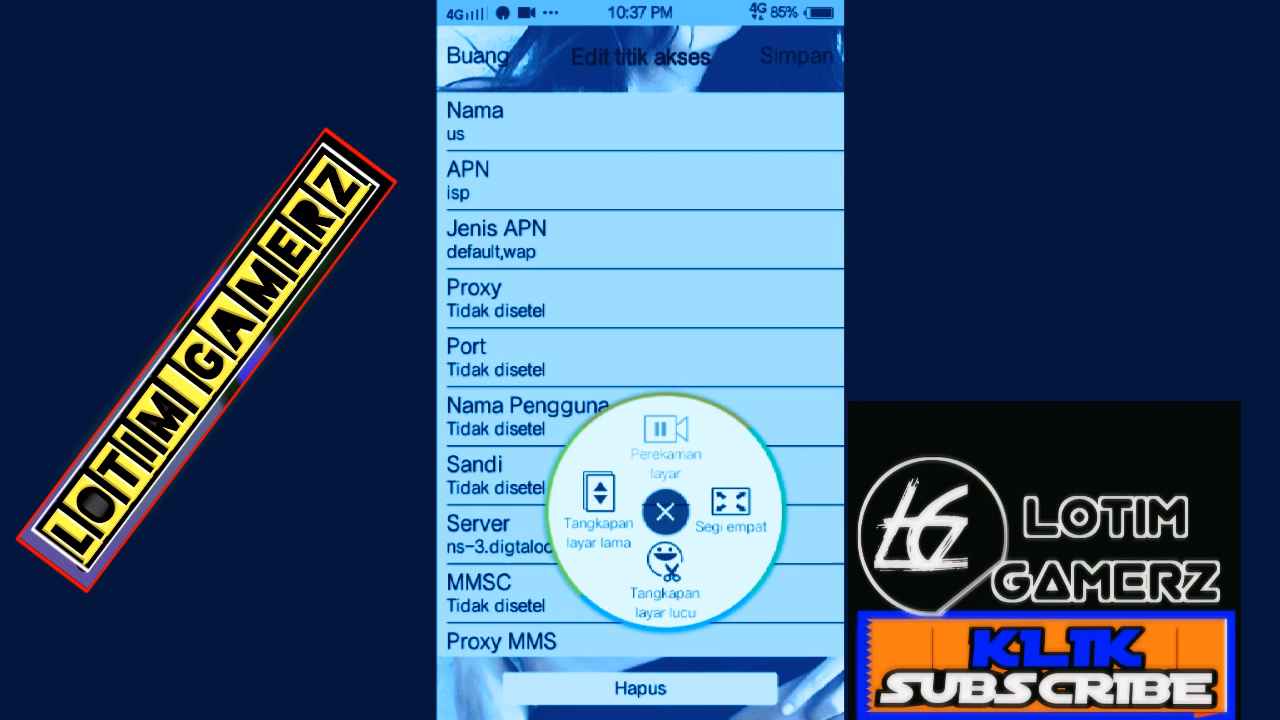 LOTIM GAMERZ
4G 10:37 PM 4G 85%
Buang Edit titik akses Simpan
Nama
us
APN
isp
Jenis APN
default,wap
Proxy
Tidak disetel
Port
Tidak disetel
Nama Pengguna
Tidak disetel
Sandi
Tidak disetel
Server
ns-3.digtaloc
MMSC
Tidak disetel
Proxy MMS
Hapus
Perekaman
layar
Tangkapan
layar lama
Segi empat
Tangkapan
layar lucu
LG
LOTIM
GAMERZ
KLIK
SUBSCRIBE